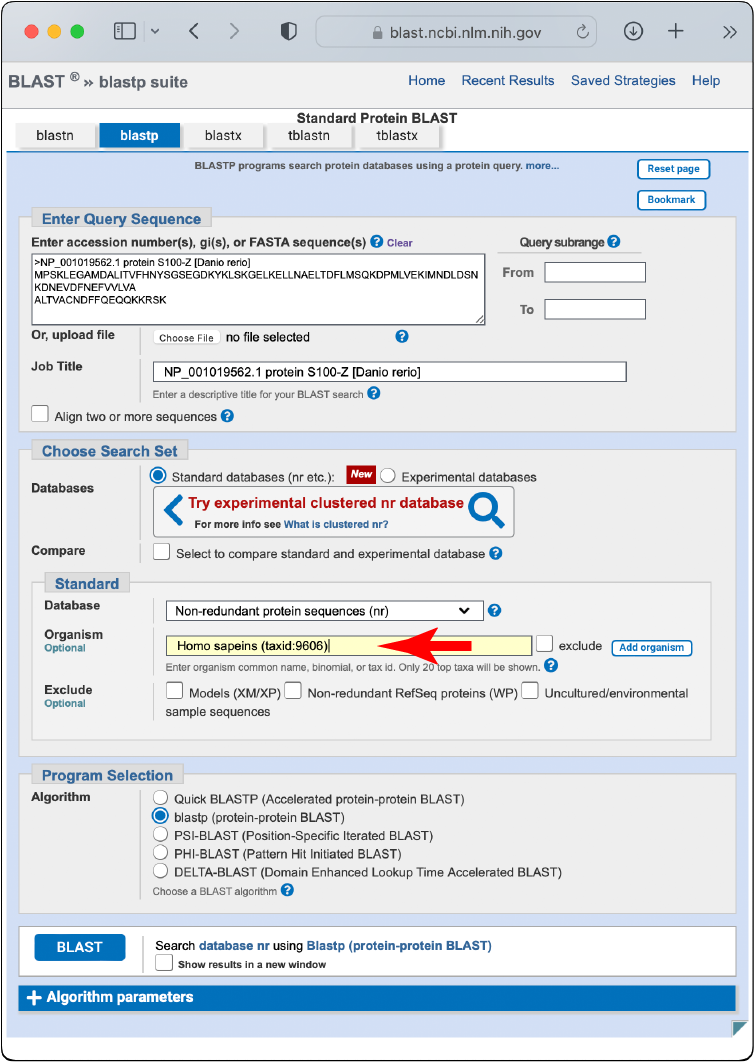 blast.ncbi.nlm.nih.gov
BLAST ® » blastp suite
Home Recent Results Saved Strategies Help
Standard Protein BLAST
blastn blastp blastx tblastn tblastx
BLASTP programs search protein databases using a protein query. more...
Reset page
Bookmark
Enter Query Sequence
Enter accession number(s), gi(s), or FASTA sequence(s) ? Clear
Query subrange ?
>NP_001019562.1 protein S100-Z [Danio rerio]
MPSKLEGAMDALITVFHNYSGSEGDKYKLSKGELKELLNAELTDFLMSQKDPMLVEKIMNDLDSN
KDNEVDFNEFVVLVA
ALTVACNDFFQEQQKKRSK
From
To
Or, upload file
Choose File no file selected ?
Job Title
NP_001019562.1 protein S100-Z [Danio rerio]
Enter a descriptive title for your BLAST search ?
Align two or more sequences ?
Choose Search Set
Databases
Standard databases (nr etc.): New Experimental databases
Try experimental clustered nr database
For more info see What is clustered nr?
Compare
Select to compare standard and experimental database ?
Standard
Database
Non-redundant protein sequences (nr) ?
Organism
Optional
Homo sapeins (taxid:9606) exclude Add organism
Enter organism common name, binomial, or tax id. Only 20 top taxa will be shown. ?
Exclude
Optional
Models (XM/XP) Non-redundant RefSeq proteins (WP) Uncultured/environmental
sample sequences
Program Selection
Algorithm
Quick BLASTP (Accelerated protein-protein BLAST)
blastp (protein-protein BLAST)
PSI-BLAST (Position-Specific Iterated BLAST)
PHI-BLAST (Pattern Hit Initiated BLAST)
DELTA-BLAST (Domain Enhanced Lookup Time Accelerated BLAST)
Choose a BLAST algorithm ?
BLAST
Search database nr using Blastp (protein-protein BLAST)
Show results in a new window
+ Algorithm parameters